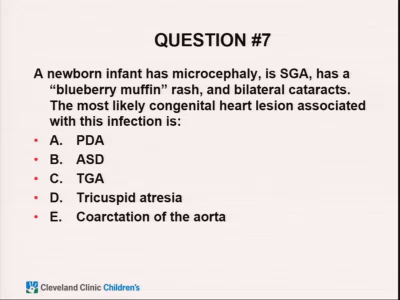 QUESTION #7
A newborn infant has microcephaly, is SGA, has a
"blueberry muffin" rash, and bilateral cataracts.
The most likely congenital heart lesion associated
with this infection is:
• A. PDA
• B. ASD
• C. TGA
• D. Tricuspid atresia
• E. Coarctation of the aorta
Cleveland Clinic Children's